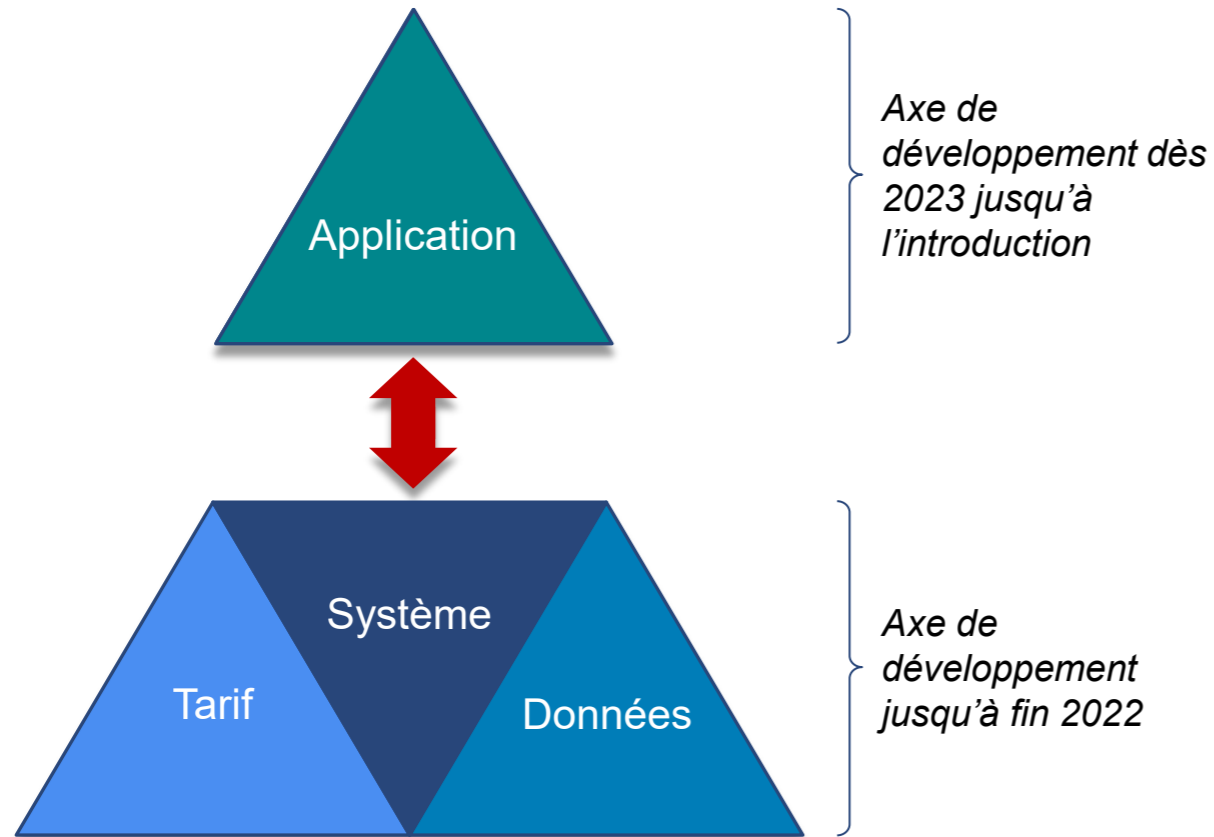 Application
Axe de
développement dès
2023 jusqu’à
l’introduction
Système
Tarif
Données
Axe de
développement
jusqu’à fin 2022